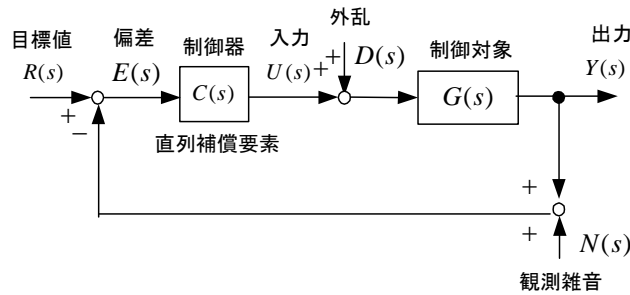 目標値
R(s)
+
−
偏差
E(s)
制御器
C(s)
直列補償要素
入力
U(s)
+
外乱
+
D(s)
制御対象
G(s)
出力
Y(s)
+
+
N(s)
観測雑音